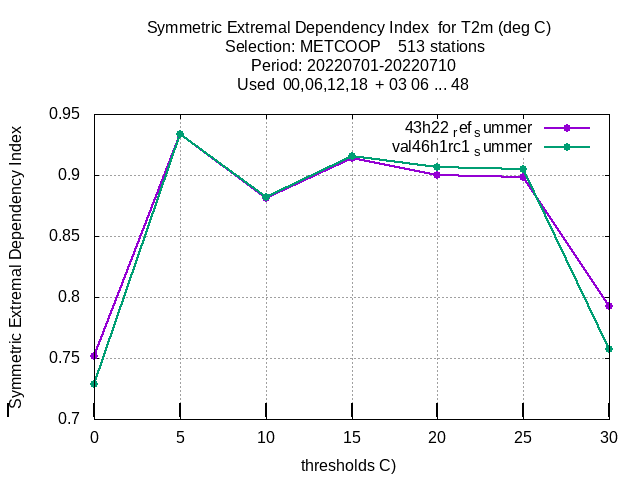 Symmetric Extremal Dependency Index for T2m (deg C)
Selection: METCOOP 513 stations
Period: 20220701-20220710
Used 00,06,12,18 + 03 06 ... 48
43h22 ref summer
val46h1rc1 summer
Symmetric Extremal Dependency Index
0.95
0.9
0.85
0.8
0.75
0.7
0 5 10 15 20 25 30
thresholds C)